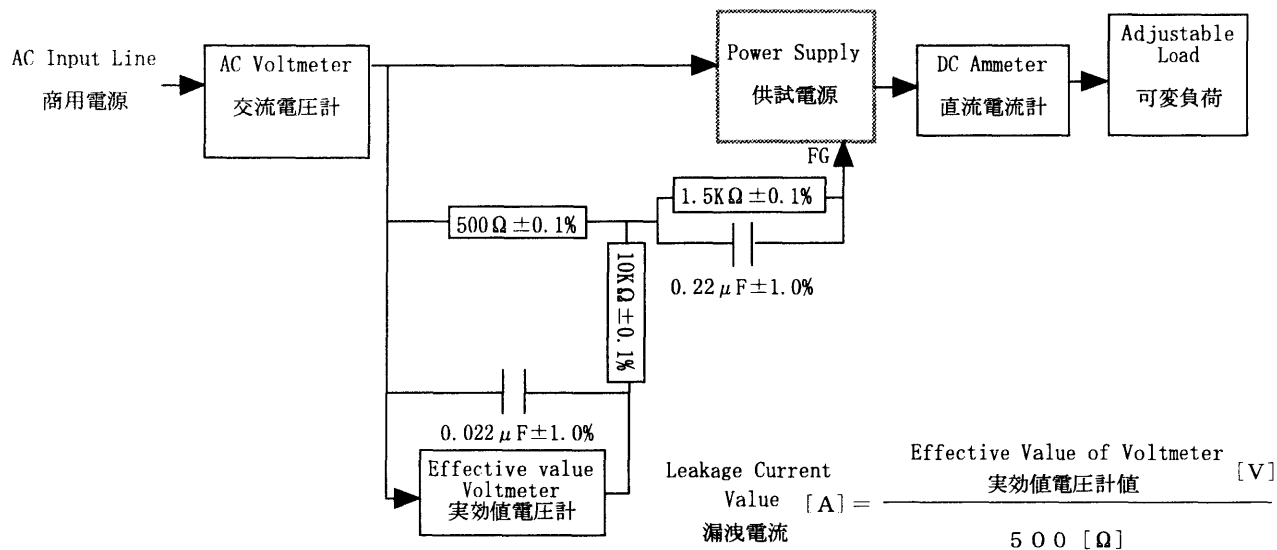 AC Input Line
商用電源
AC Voltmeter
交流電圧計
Power Supply
供試電源
DC Ammeter
直流電流計
Adjustable
Load
可変負荷
FG
1.5KΩ±0.1%
500Ω±0.1%
10KΩ±0.1%
0.22μF±1.0%
0.022μF±1.0%
Effective value
Voltmeter
実効値電圧計
Leakage Current
Value [A]=
漏洩電流
Effective Value of Voltmeter
実効値電圧計値 [V]
500 [Ω]